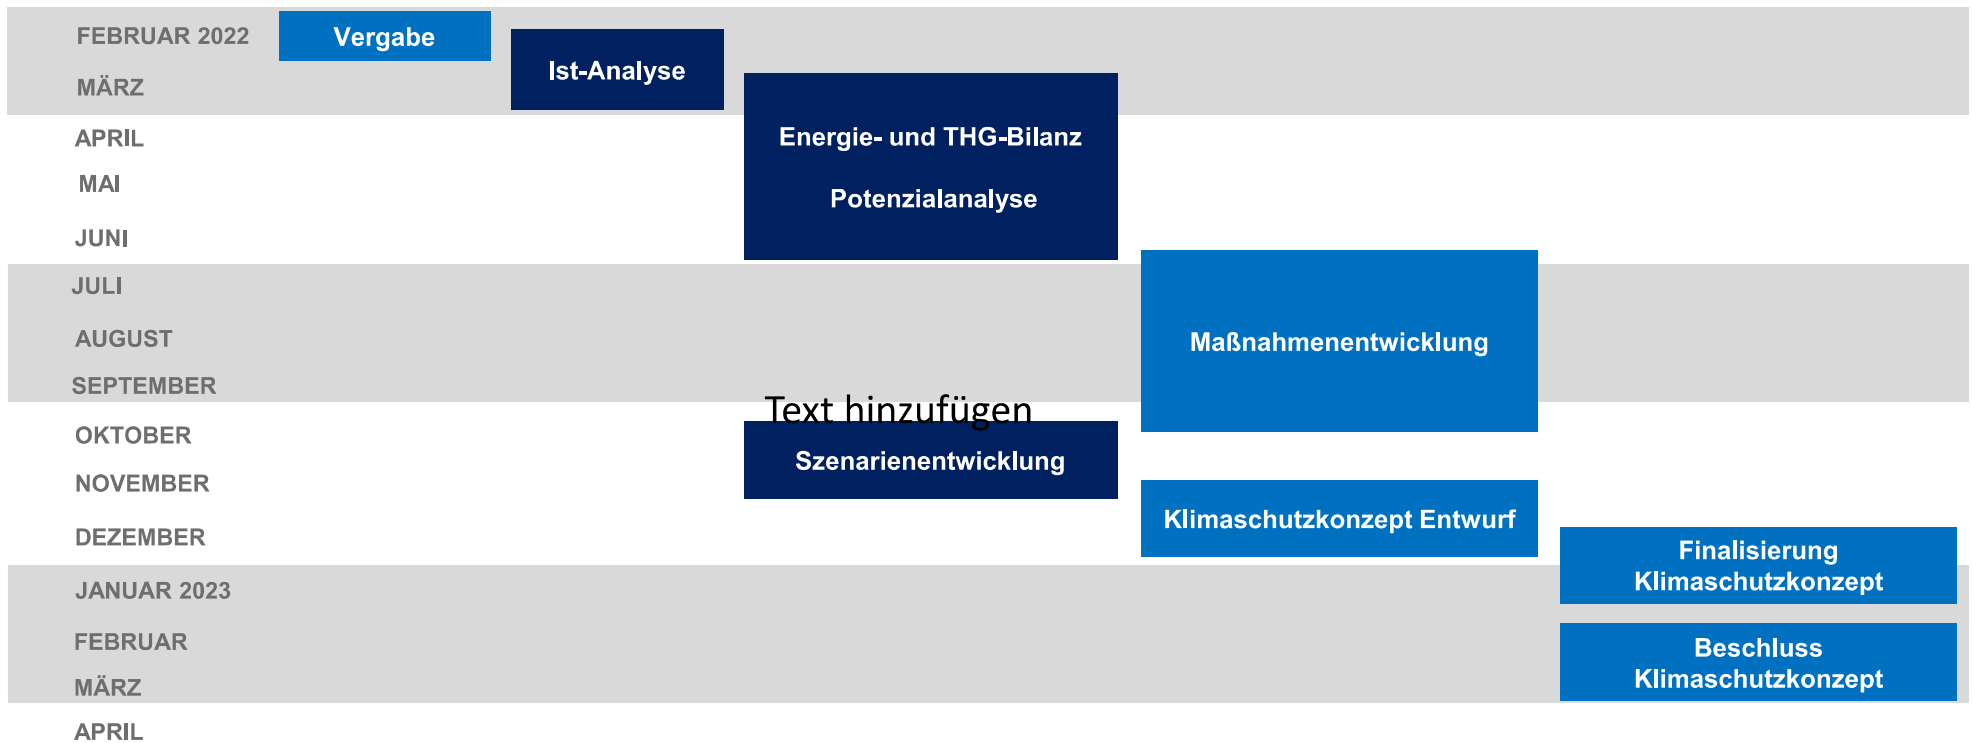 FEBRUAR 2022
Vergabe
Ist-Analyse
MÄRZ
APRIL
Energie- und THG-Bilanz
MAI
Potenzialanalyse
JUNI
JULI
AUGUST
Maßnahmenentwicklung
SEPTEMBER
Text hinzufügen
OKTOBER
Szenarienentwicklung
NOVEMBER
Klimaschutzkonzept Entwurf
DEZEMBER
Finalisierung
Klimaschutzkonzept
JANUAR 2023
FEBRUAR
Beschluss
Klimaschutzkonzept
MÄRZ
APRIL